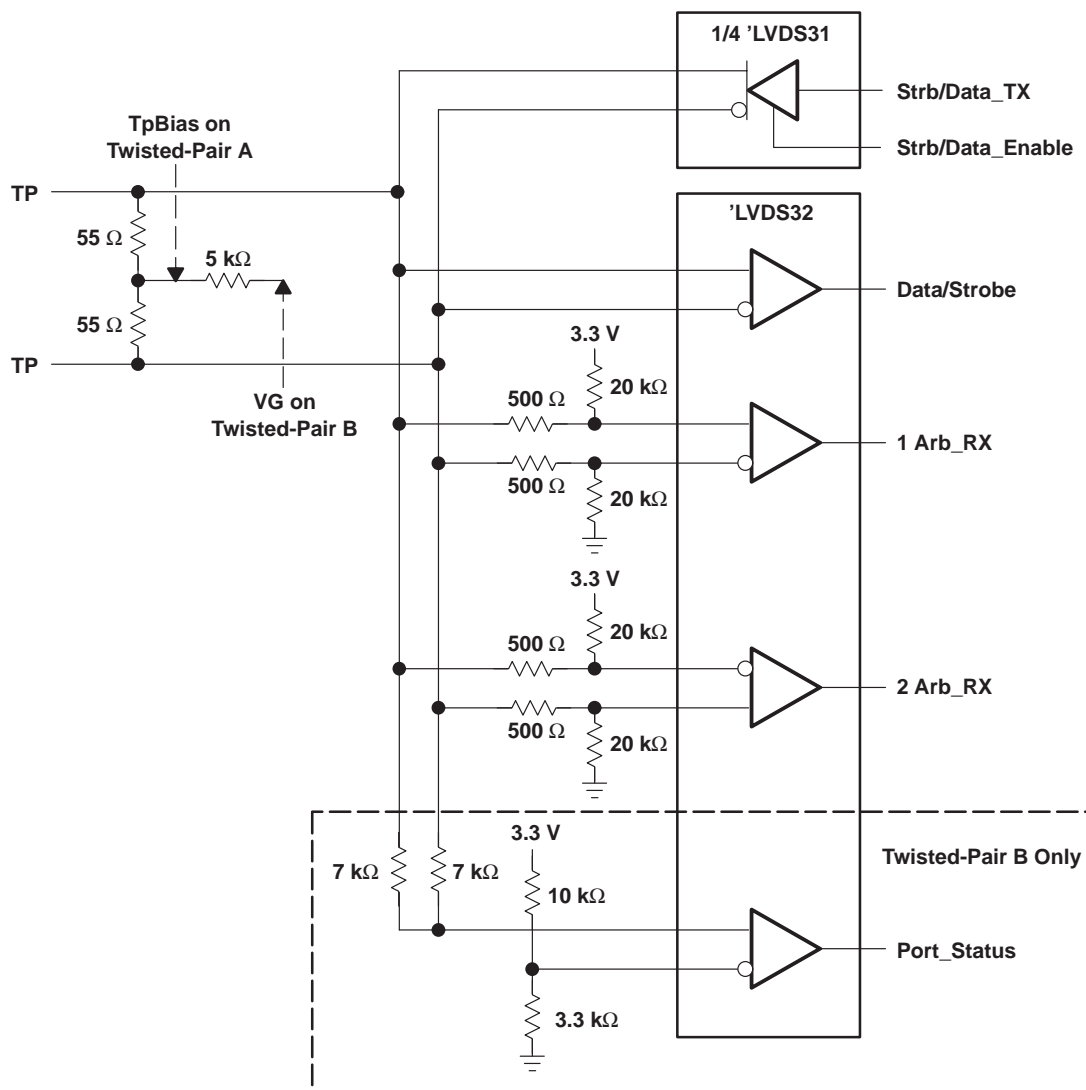 1/4 'LVDS31
Strb/Data_TX
Strb/Data_Enable
TpBias on
Twisted-Pair A
TP
55 Ω
5 kΩ
55 Ω
TP
VG on
Twisted-Pair B
'LVDS32
Data/Strobe
3.3 V
20 kΩ
500 Ω
1 Arb_RX
500 Ω
20 kΩ
3.3 V
20 kΩ
500 Ω
2 Arb_RX
500 Ω
20 kΩ
3.3 V
Twisted-Pair B Only
7 kΩ
7 kΩ
10 kΩ
Port_Status
3.3 kΩ